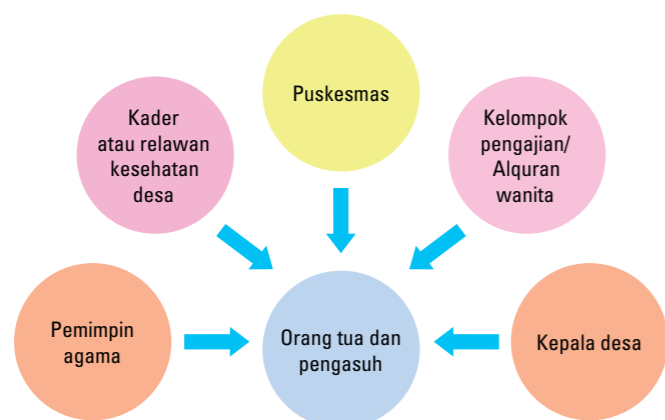 Puskesmas
Kader
atau relawan
kesehatan
desa
Kelompok
pengajian/
Alquran
wanita
Pemimpin
agama
Orang tua dan
pengasuh
Kepala desa